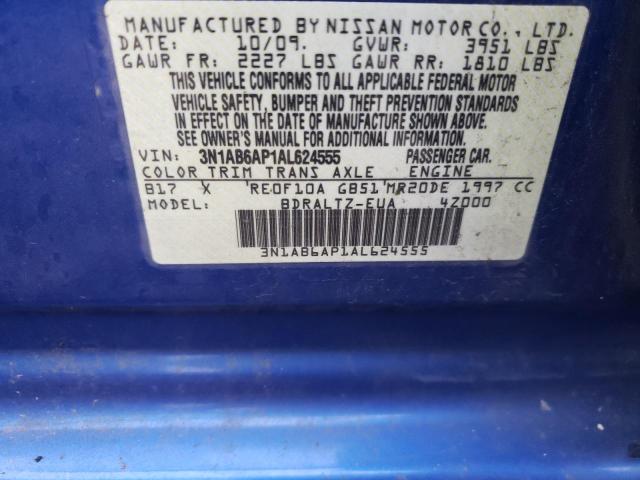 MANUFACTURED BY NISSAN MOTOR CO., LTD.
DATE: 10/09. GVWR: 3951 LBS
GAWR FR: 2227 LBS GAWR RR: 1810 LBS
THIS VEHICLE CONFORMS TO ALL APPLICABLE FEDERAL MOTOR
VEHICLE SAFETY, BUMPER AND THEFT PREVENTION STANDARDS
IN EFFECT ON THE DATE OF MANUFACTURE SHOWN ABOVE.
SEE OWNER'S MANUAL FOR ADDITIONAL INFORMATION.
VIN: 3N1AB6AP1AL624555 PASSENGER CAR.
COLOR TRIM TRANS AXLE ENGINE
B17 X RE0F10A GB51 MR20DE 1997 CC
MODEL: BDRALTZ-EUA 4Z000
3N1AB6AP1AL624555